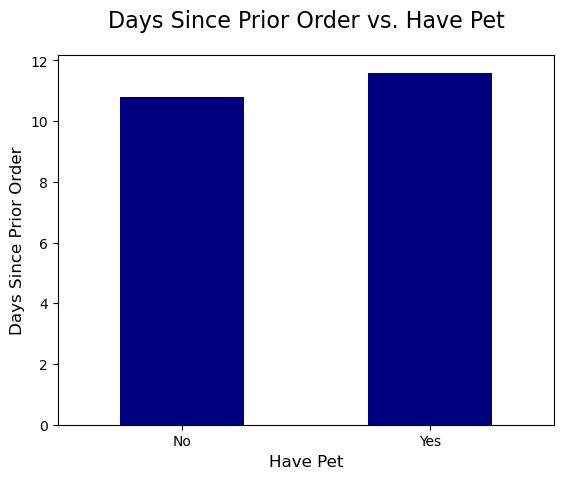 Days Since Prior Order vs. Have Pet
12
10
8
6
4
2
0
Days Since Prior Order
No
Yes
Have Pet